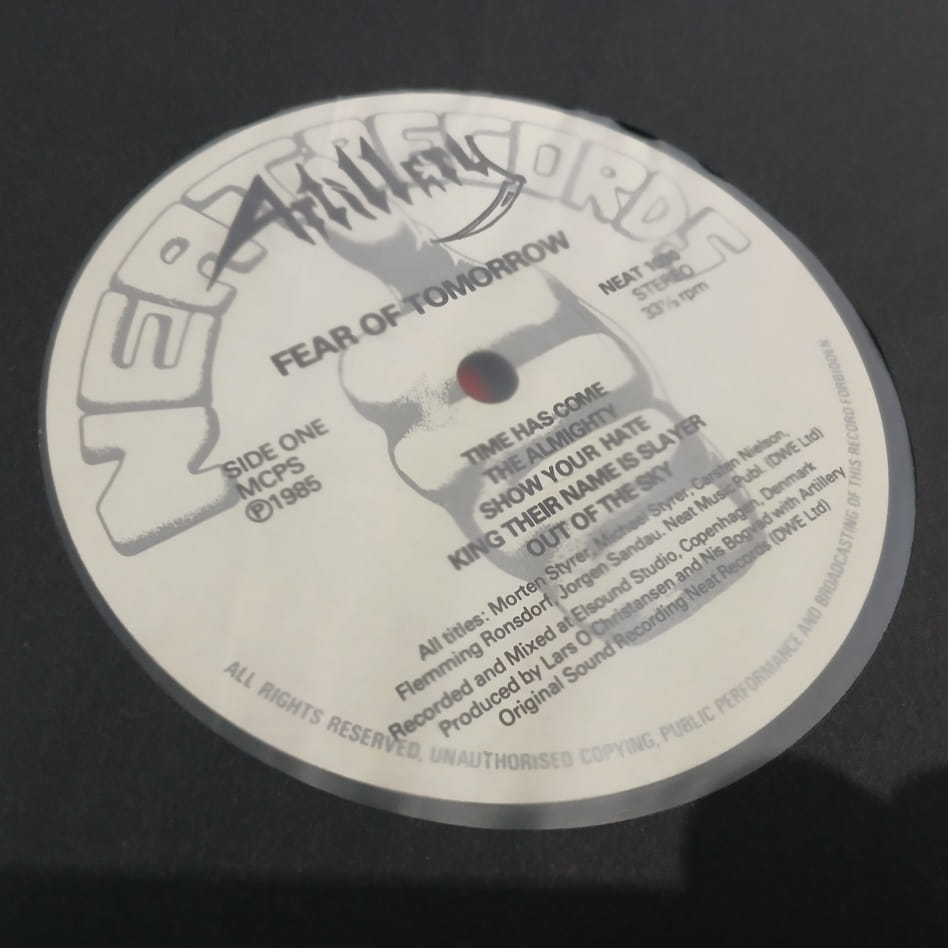 NEAT RECORDS
Artillery
FEAR OF TOMORROW
NEAT
STEREO
33⅓ rpm
SIDE ONE
MCPS
℗1985
TIME HAS COME
THE ALMIGHTY
SHOW YOUR HATE
KING THEIR NAME IS SLAYER
OUT OF THE SKY
All titles: Morten Styrer, Michael Styrer, Carsten Nielson,
Flemming Ronsdorf, Jorgen Sandau. Neat Music Publ. (DWE Ltd)
Recorded and Mixed at Elsound Studio, Copenhagen, Denmark
Produced by Lars O Christansen and Nis Bogvad with Artillery
Original Sound Recording Neat Records (DWE Ltd)
ALL RIGHTS RESERVED, UNAUTHORISED COPYING, PUBLIC PERFORMANCE AND BROADCASTING OF THIS RECORD FORBIDDEN